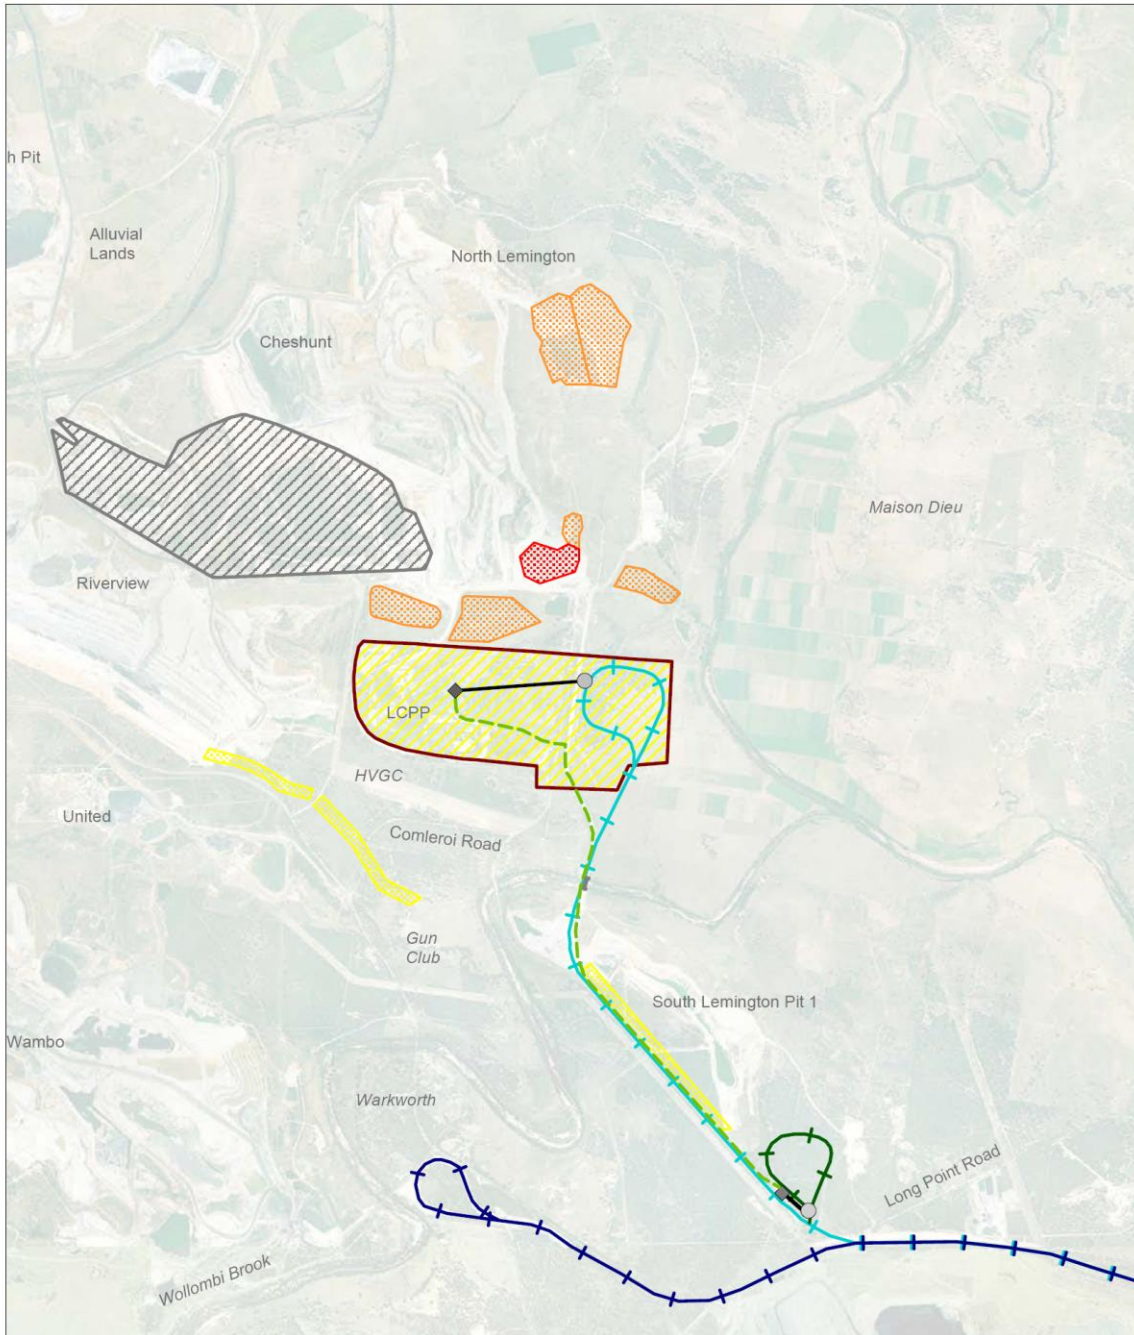 h Pit
Alluvial
Lands
North Lemington
Cheshunt
Maison Dieu
Riverview
LCPP
HVGC
United
Comleroi Road
Gun
Club
South Lemington Pit 1
Wambo
Warkworth
Long Point Road
Wollombi Brook